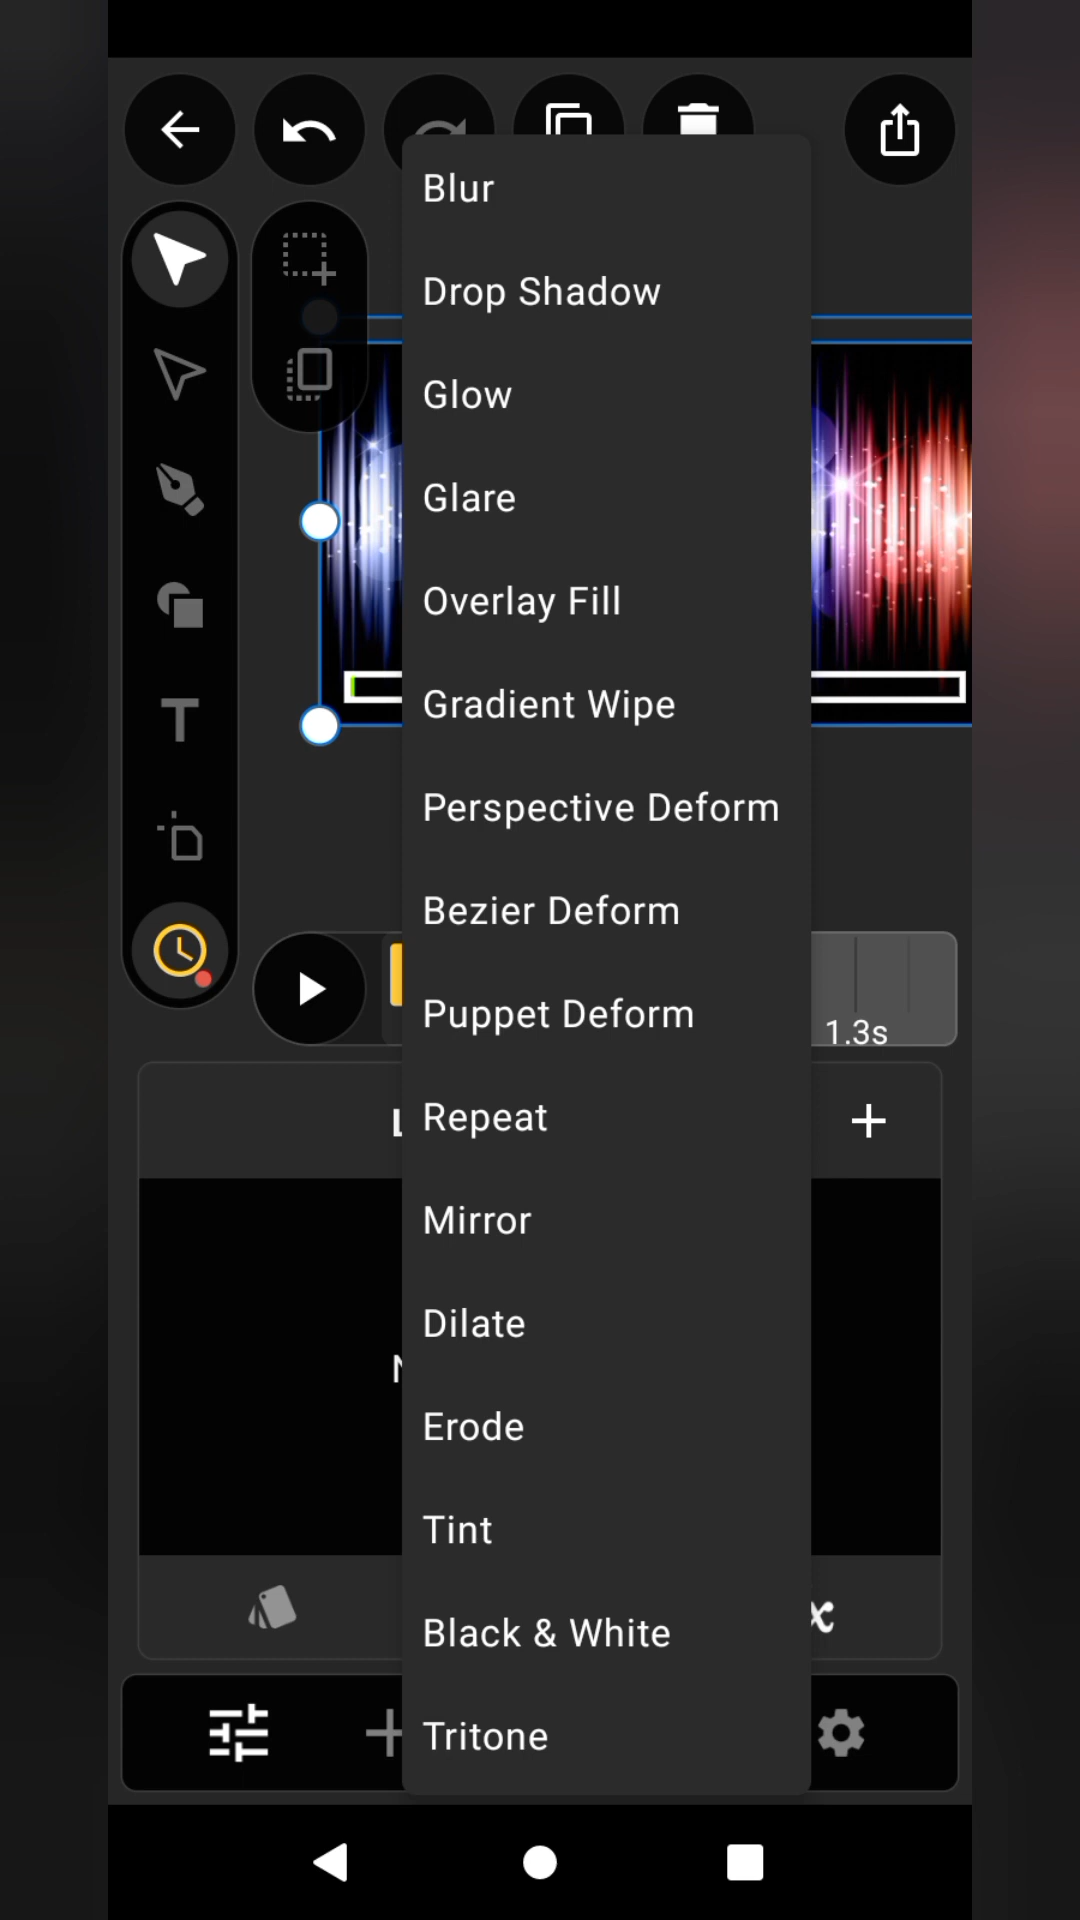 Blur
Drop Shadow
Glow
Glare
Overlay Fill
Gradient Wipe
Perspective Deform
Bezier Deform
1.3s
Puppet Deform
Repeat
Mirror
Dilate
Erode
Tint
Black & White
Tritone